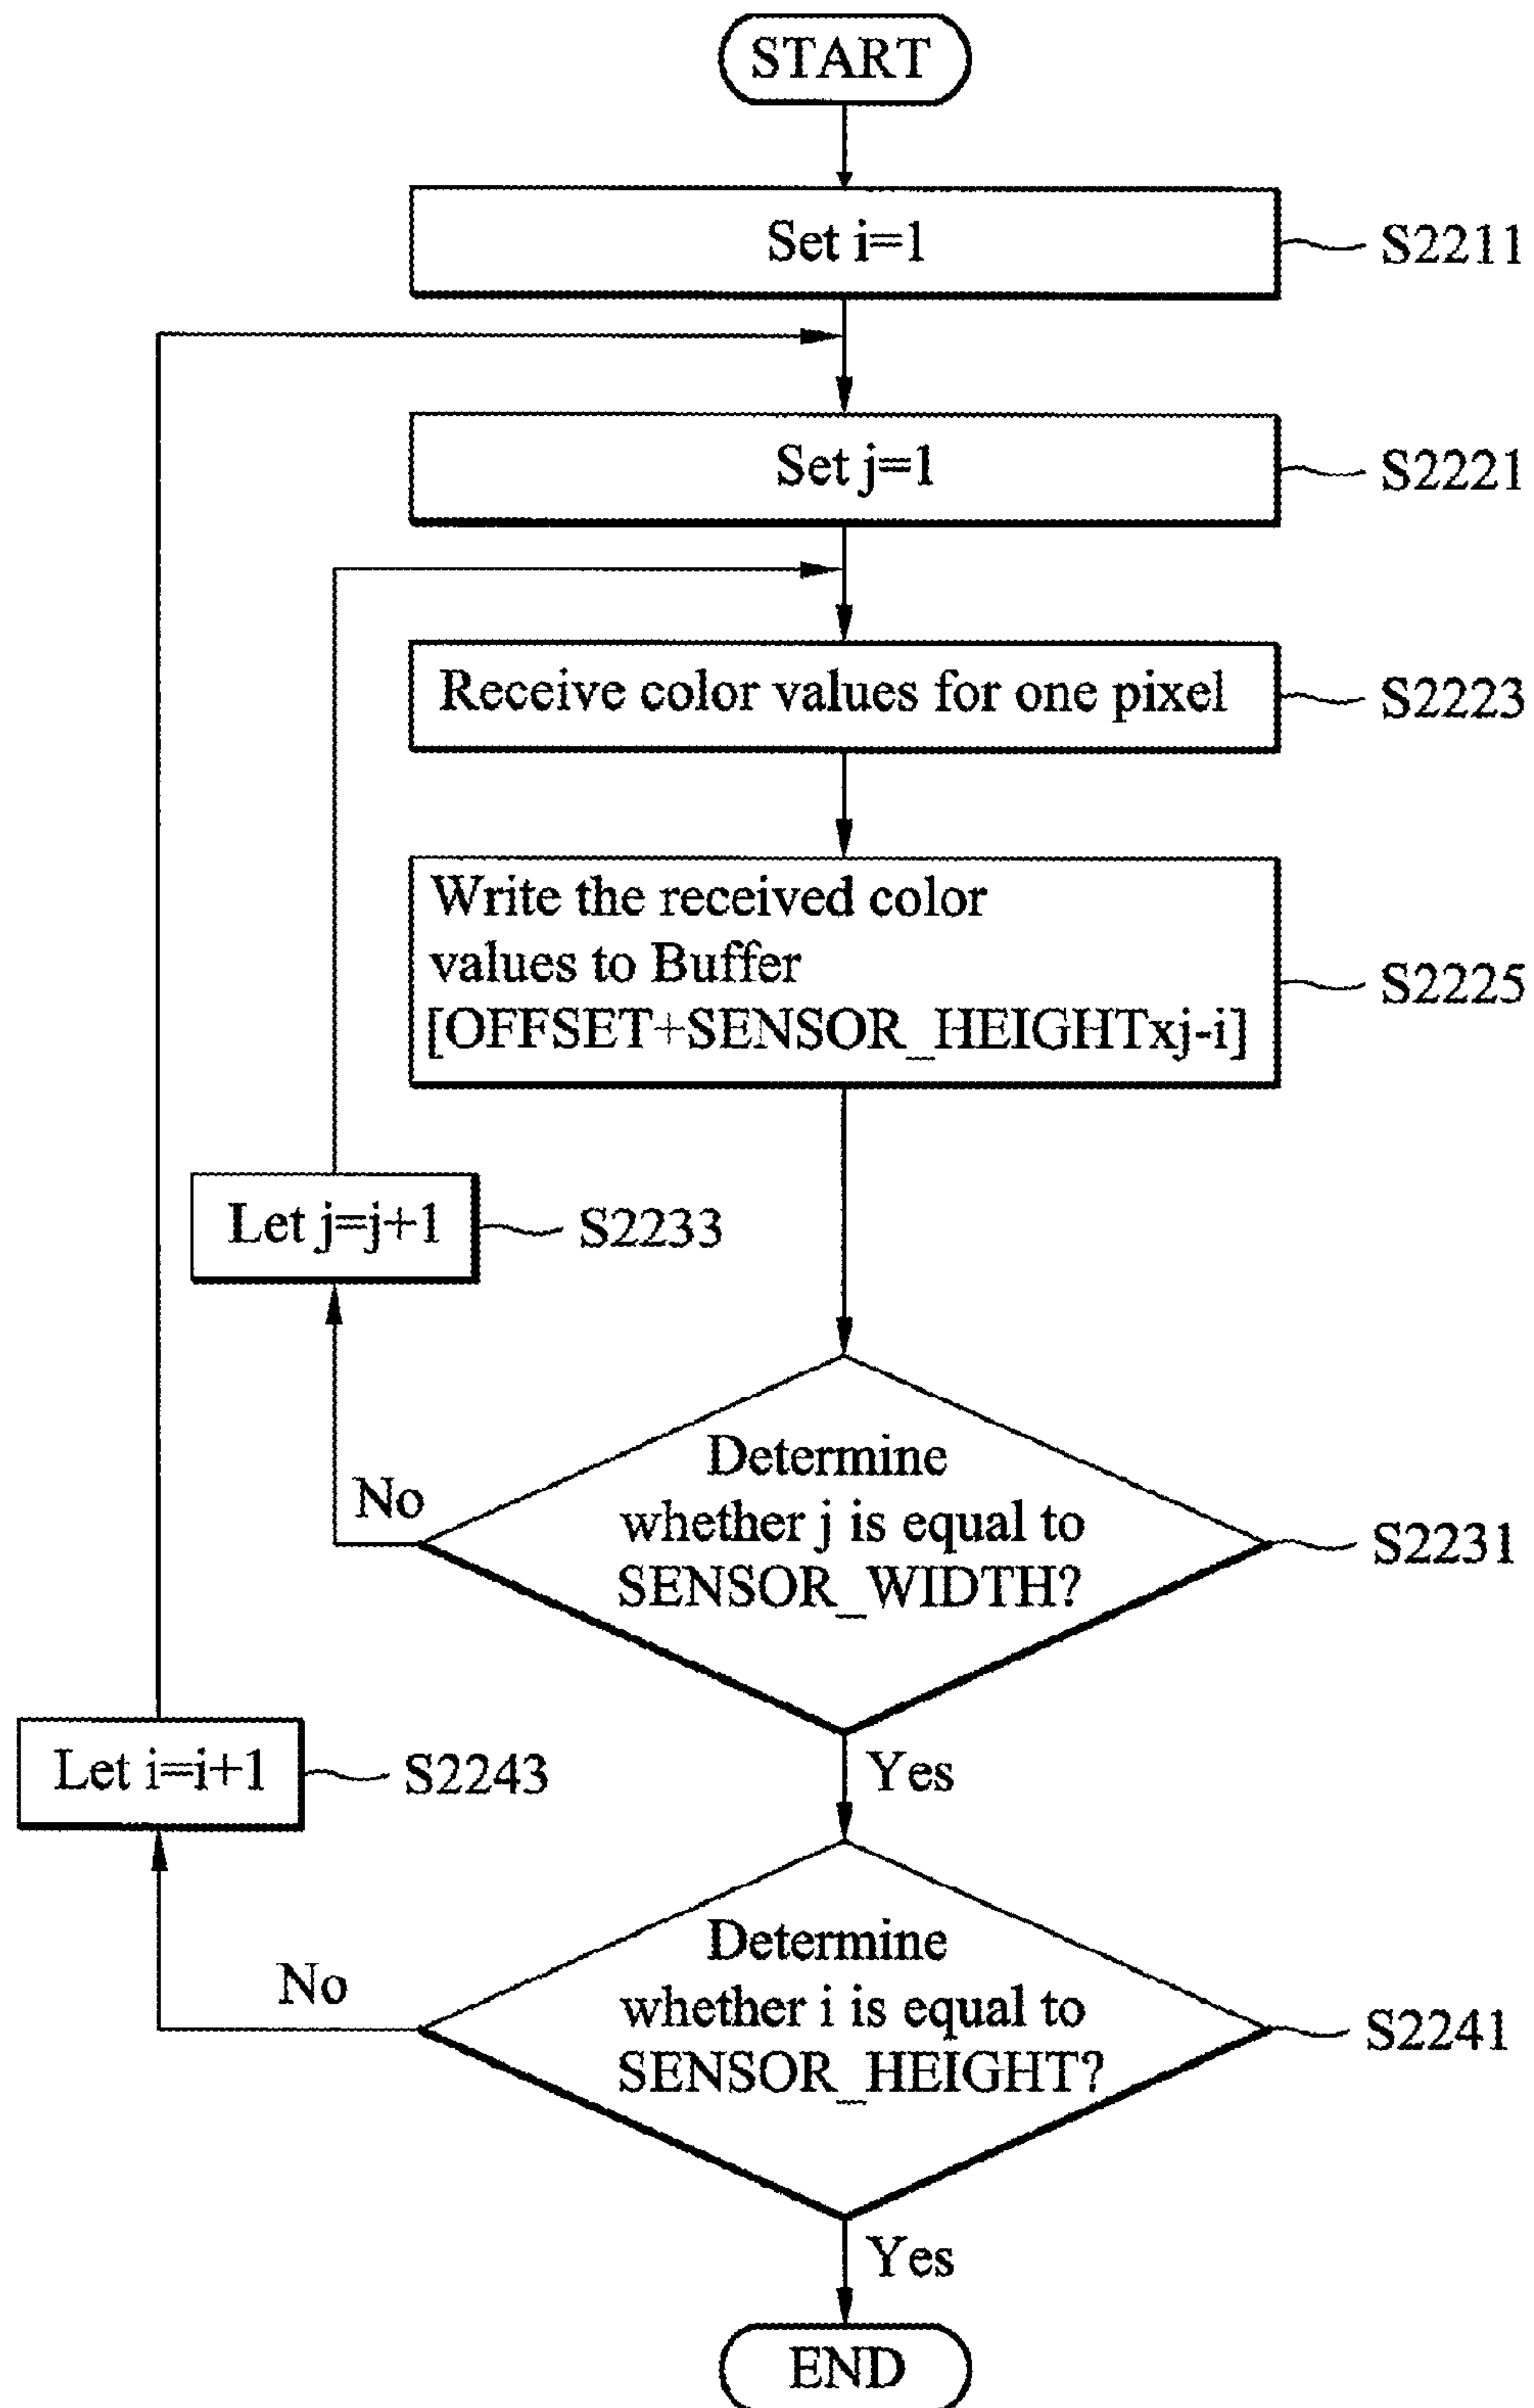 START
Set i=1
S2211
Set j=1
S2221
Receive color values for one pixel
S2223
Write the received color
values to Buffer
[OFFSET+SENSOR_HEIGHTxj-i]
S2225
Let j=j+1
S2233
Determine
whether j is equal to
SENSOR_WIDTH?
No
S2231
Yes
Let i=i+1
S2243
Determine
whether i is equal to
SENSOR_HEIGHT?
No
S2241
Yes
END